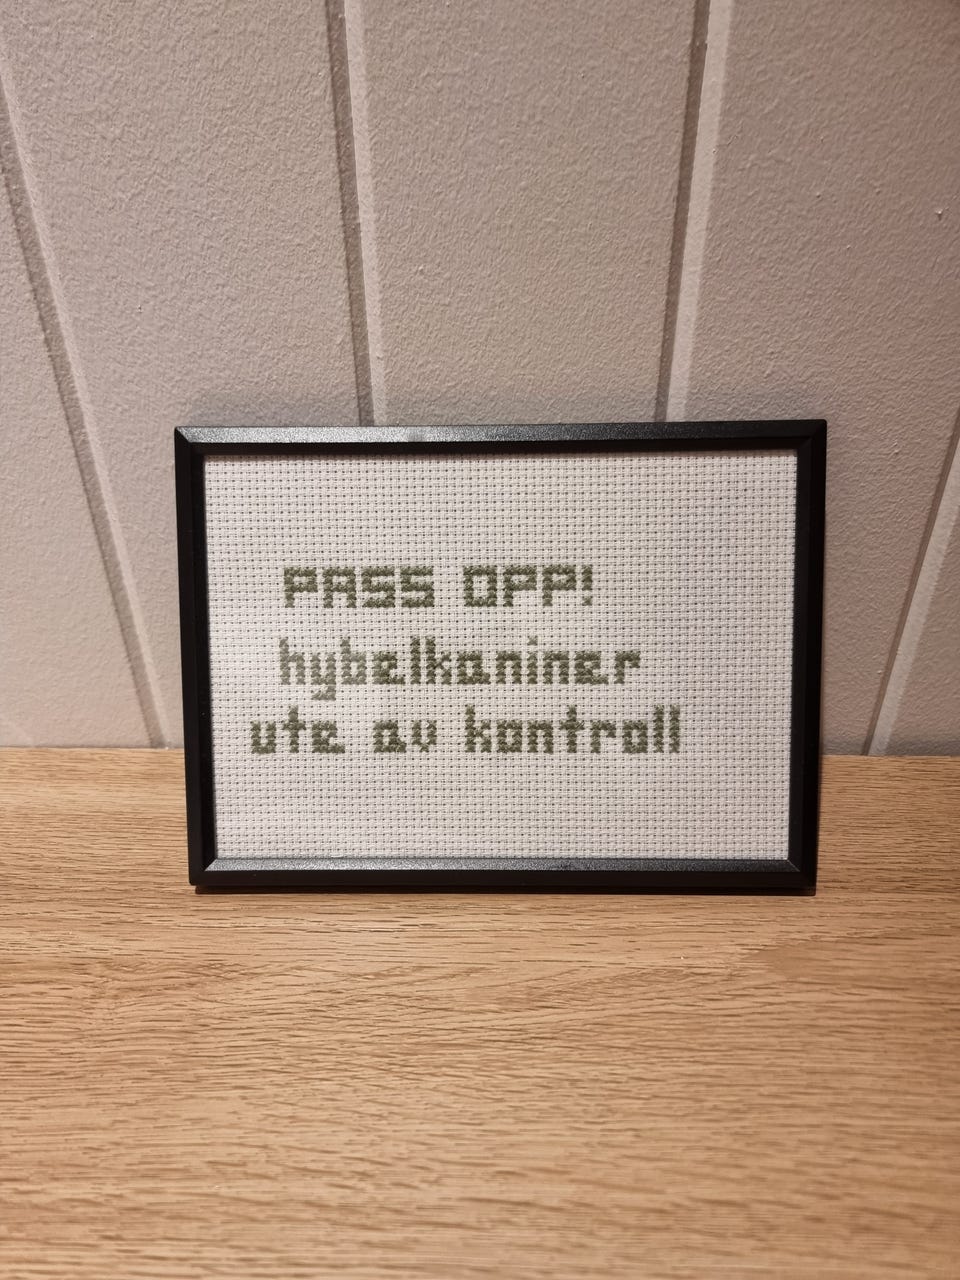 PASS OPP!
hybelkaniner
ute av kontroll